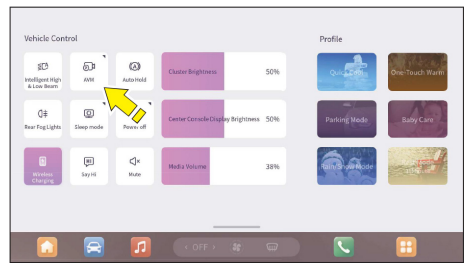 Vehicle Control
Profile
Intelligent High
& Low Beam
AVM
Auto Hold
Cluster Brightness 50%
Quick Cool
One-Touch Warm
Rear Fog Lights
Sleep mode
Power off
Center Console Display Brightness 50%
Parking Mode
Baby Care
Wireless
Charging
Say Hi
Mute
Media Volume 38%
Rain/Snow Mode
< OFF >